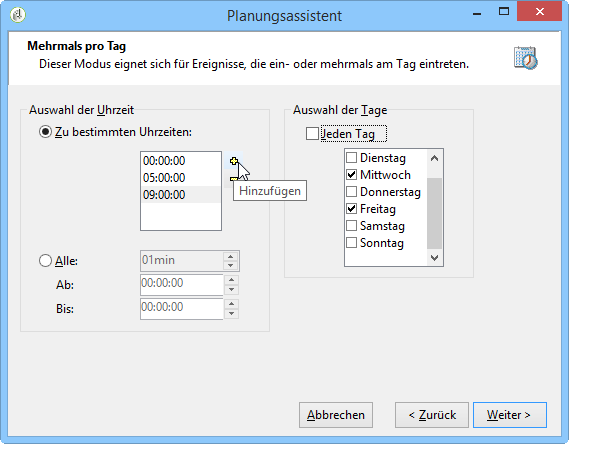 Planungsassistent
Mehrmals pro Tag
Dieser Modus eignet sich für Ereignisse, die ein- oder mehrmals am Tag eintreten.
Auswahl der Uhrzeit
Zu bestimmten Uhrzeiten:
00:00:00
05:00:00
09:00:00
Hinzufügen
Alle:
01min
Ab:
00:00:00
Bis:
00:00:00
Auswahl der Tage
Jeden Tag
Dienstag
Mittwoch
Donnerstag
Freitag
Samstag
Sonntag
Abbrechen
< Zurück
Weiter >